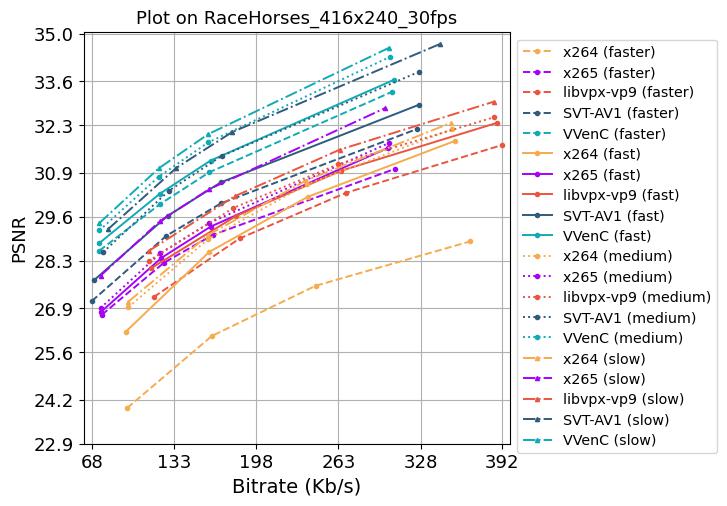 Plot on RaceHorses_416x240_30fps
PSNR
35.0
33.6
32.3
30.9
29.6
28.3
26.9
25.6
24.2
22.9
68 133 198 263 328 392
Bitrate (Kb/s)
x264 (faster)
x265 (faster)
libvpx-vp9 (faster)
SVT-AV1 (faster)
VVenC (faster)
x264 (fast)
x265 (fast)
libvpx-vp9 (fast)
SVT-AV1 (fast)
VVenC (fast)
x264 (medium)
x265 (medium)
libvpx-vp9 (medium)
SVT-AV1 (medium)
VVenC (medium)
x264 (slow)
x265 (slow)
libvpx-vp9 (slow)
SVT-AV1 (slow)
VVenC (slow)